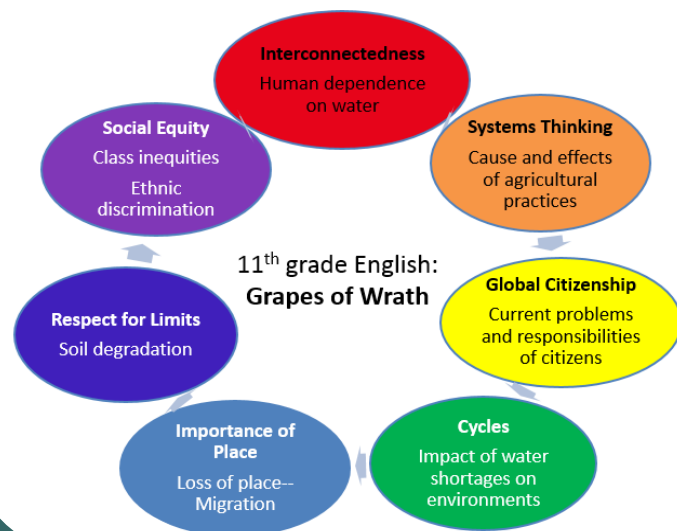 Interconnectedness
Human dependence
on water
Systems Thinking
Cause and effects
of agricultural
practices
Global Citizenship
Current problems
and responsibilities
of citizens
Cycles
Impact of water
shortages on
environments
Importance of
Place
Loss of place--
Migration
Respect for Limits
Soil degradation
Social Equity
Class inequities
Ethnic
discrimination
11th grade English:
Grapes of Wrath